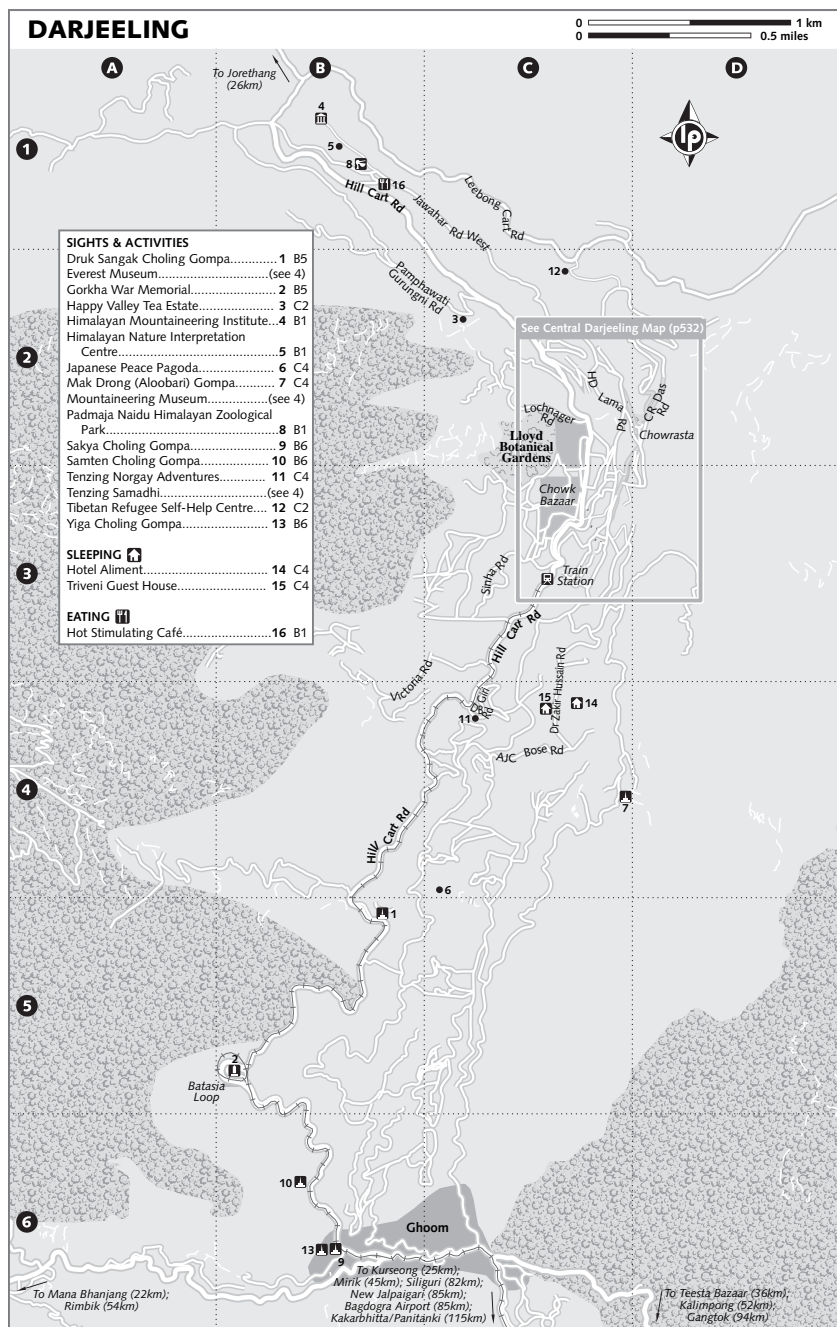 DARJEELING
0 1 km
0 0.5 miles
A B C D
To Jorethang
(26km)
4
1
5
8
16
lp
Hill Cart Rd
Jawahar Rd West
Leebong Cart Rd
SIGHTS & ACTIVITIES
Druk Sangak Choling Gompa............. 1 B5
Everest Museum.........................(see 4)
Gorkha War Memorial.................... 2 B5
Happy Valley Tea Estate.................. 3 C2
Himalayan Mountaineering Institute...4 B1
Himalayan Nature Interpretation
Centre.................................... 5 B1
Japanese Peace Pagoda.................. 6 C4
Mak Drong (Aloobari) Gompa......... 7 C4
Mountaineering Museum..............(see 4)
Padmaja Naidu Himalayan Zoological
Park....................................... 8 B1
Sakya Choling Gompa.................... 9 B6
Samten Choling Gompa................. 10 B6
Tenzing Norgay Adventures............ 11 C4
Tenzing Samadhi.........................(see 4)
Tibetan Refugee Self-Help Centre.... 12 C2
Yiga Choling Gompa..................... 13 B6
SLEEPING
Hotel Aliment............................. 14 C4
Triveni Guest House...................... 15 C4
EATING
Hot Stimulating Café.....................16 B1
Pamphawati
Gurungni Rd
12
3
2
See Central Darjeeling Map (p532)
HD Lama Rd
CR Das Rd
Lochnager
Rd
Chowrasta
Lloyd
Botanical
Gardens
Chowk
Bazaar
3
Sinha Rd
Train
Station
Hill Cart Rd
Victoria Rd
DB Giri Rd
Dr Zakir Hussain Rd
15
14
11
AJC Bose Rd
4
7
Hill Cart Rd
6
1
5
2
Batasia
Loop
10
6
Ghoom
13
9
To Mana Bhanjang (22km);
Rimbik (54km)
To Kurseong (25km);
Mirik (45km); Siliguri (82km);
New Jalpaigari (85km);
Bagdogra Airport (85km);
Kakarbhitta/Panitanki (115km)
To Teesta Bazaar (36km);
Kalimpong (52km);
Gangtok (94km)